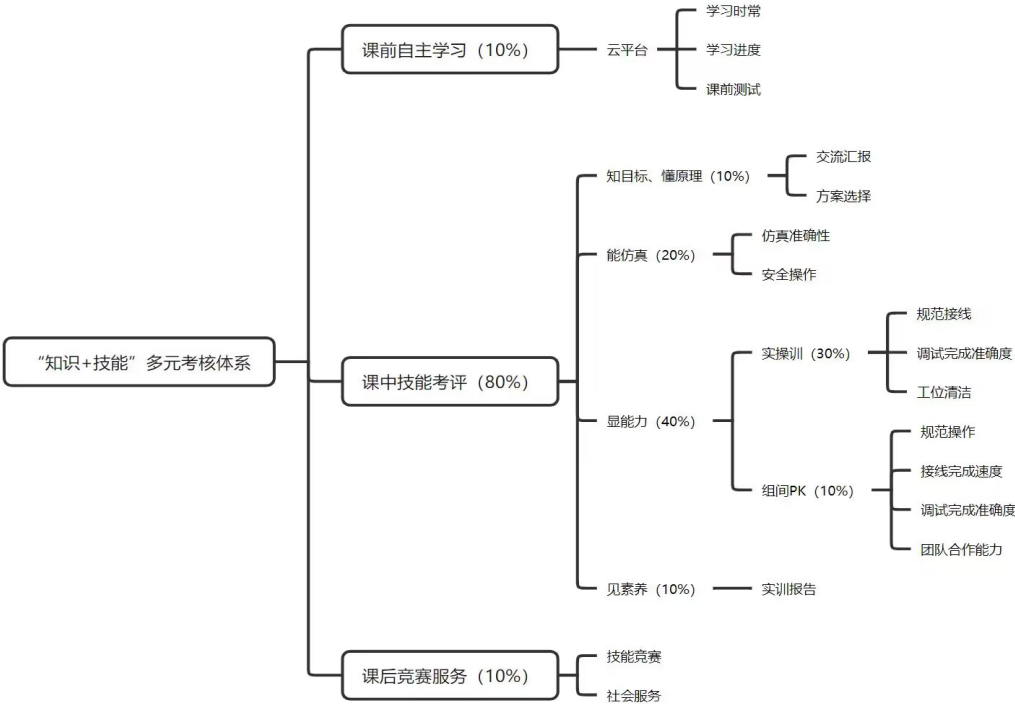 “知识+技能”多元考核体系
课前自主学习（10%）
云平台
学习时常
学习进度
课前测试
课中技能考评（80%）
知目标、懂原理（10%）
交流汇报
方案选择
能仿真（20%）
仿真准确性
安全操作
显能力（40%）
实操训（30%）
规范接线
调试完成准确度
工位清洁
组间PK（10%）
规范操作
接线完成速度
调试完成准确度
团队合作能力
见素养（10%）
实训报告
课后竞赛服务（10%）
技能竞赛
社会服务